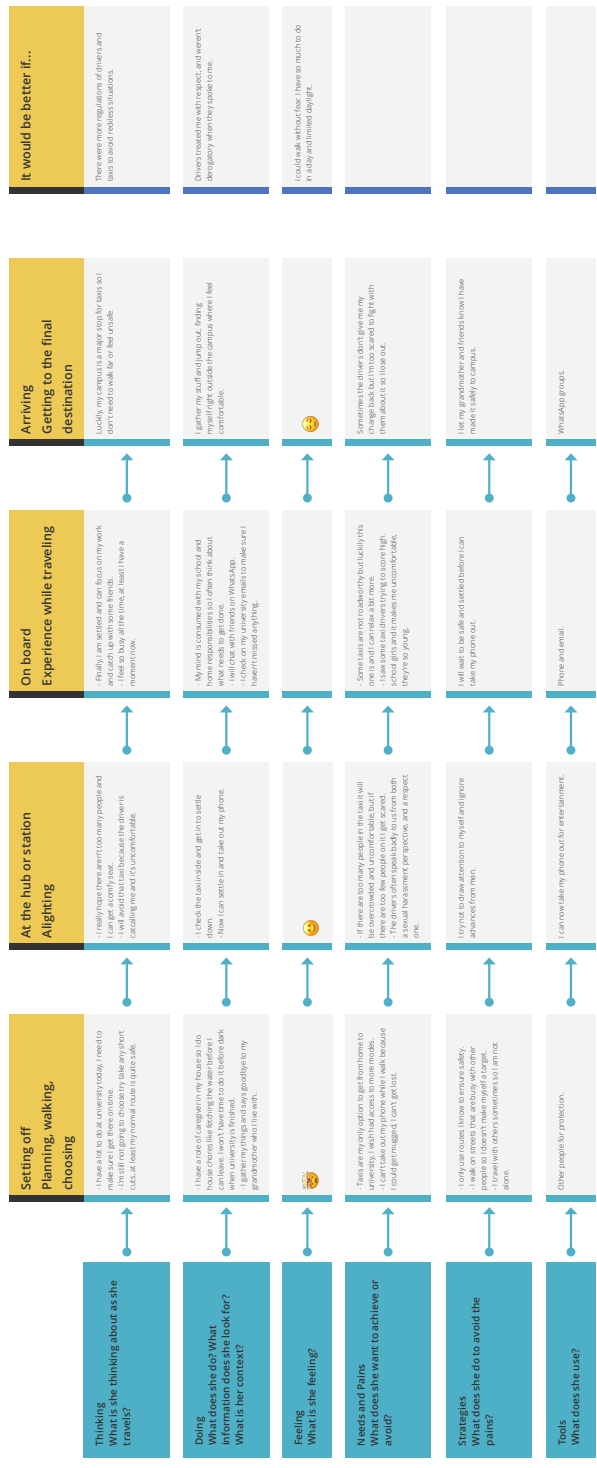 Setting off
Planning, walking,
choosing
At the hub or station
Alighting
On board
Experience while traveling
Arriving
Getting to the final
destination
It would be better if...
Thinking
What is she thinking about as she
travels?
- I have a lot to do at university today. I need to
make sure I get there on time.
- I'm still not going to choose try take any short
cuts, at least my normal route is quite safe.
- I really hope there aren't too many people and
I can get a comfy seat.
- I will avoid that taxi because the driver is
catcalling me and it's uncomfortable.
- Finally, I am settled and can focus on my work
and catch up with some friends.
- I feel so busy all the time, at least I have a
moment now.
Luckily, my campus is a major stop for taxis so I
don't need to walk far or feel unsafe.
There were more regulations of drivers and
taxis to avoid reckless situations.
Doing
What does she do? What
information does she look for?
What is her context?
- I have a role of caregiver in my house so I do
house chores like fetching the water before I
can leave. I won't have time to do it before dark
when university is finished.
- I gather my things and says goodbye to my
grandmother who I live with.
- I check the taxi inside and get in to settle
down.
- Now I can settle in and take out my phone.
- My mind is consumed with my school and
home responsibilities so I often think about
what needs to get done.
- I will chat with friends on WhatsApp.
- I check on my university emails to make sure I
haven't missed anything.
I gather my stuff and jump out, finding
myself right outside the campus where I feel
comfortable.
Drivers treated me with respect, and weren't
derogatory when they spoke to me.
Feeling
What is she feeling?
I could walk without fear. I have so much to do
in a day and limited daylight.
Needs and Pains
What does she want to achieve or
avoid?
- Taxis are my only option to get from home to
university, I wish had access to more modes.
- I can't take out my phone while I walk because
I could get mugged. I can't get lost.
- If there are too many people in the taxi it will
be overcrowded and uncomfortable, but if
there are too few people on it I get scared.
- The drivers often speak badly to us from both
a sexual harassment perspective, and a respect
one.
- Some taxis are not roadworthy but luckily this
one is and I can relax a bit more.
- I saw some taxi drivers trying to score high.
school girls and it makes me uncomfortable,
they're so young.
Sometimes the drivers don't give me my
change back but I'm too scared to fight with
them about it so I lose out.
Strategies
What does she do to avoid the
pains?
- I only use routes I know to ensure safety.
- I walk on streets that are busy with other
people so I doesn't make myself a target.
- I travel with others sometimes so I am not
alone.
I try not to draw attention to myself and ignore
advances from men.
I will wait to be safe and settled before I can
take my phone out.
I let my grandmother and friends know I have
made it safely to campus.
Tools
What does she use?
Other people for protection.
I can now take my phone out for entertainment.
Phone and email.
WhatsApp groups.